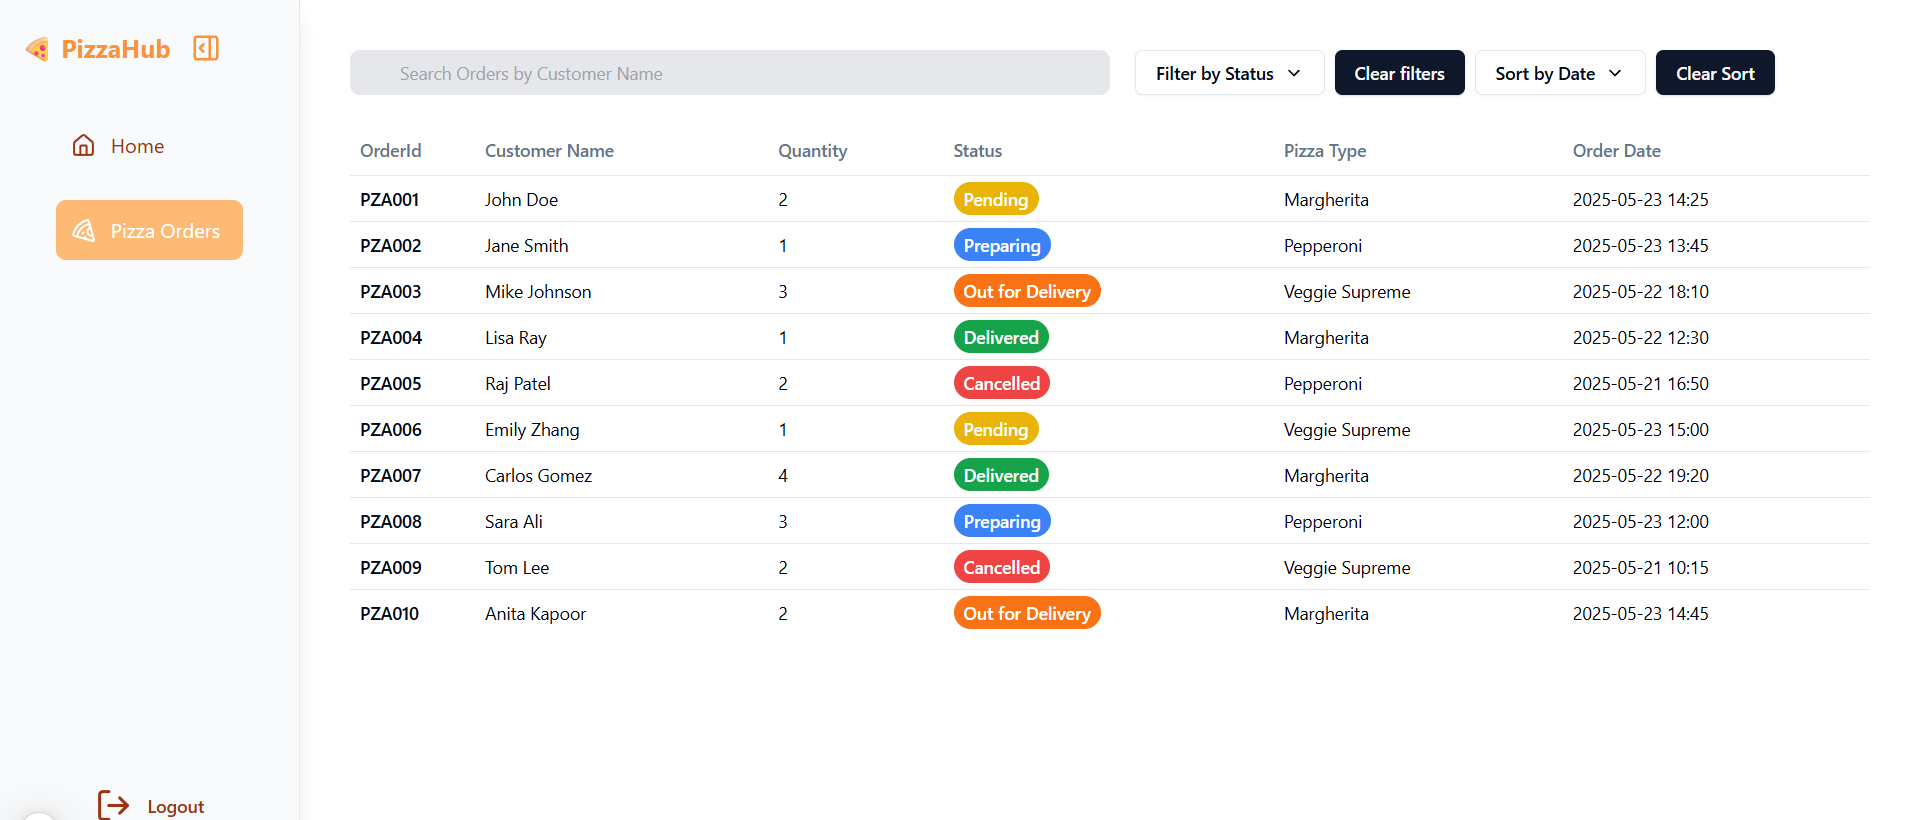 PizzaHub
Home
Pizza Orders
Logout
Search Orders by Customer Name
Filter by Status
Clear filters
Sort by Date
Clear Sort
OrderId Customer Name Quantity Status Pizza Type Order Date
PZA001 John Doe 2 Pending Margherita 2025-05-23 14:25
PZA002 Jane Smith 1 Preparing Pepperoni 2025-05-23 13:45
PZA003 Mike Johnson 3 Out for Delivery Veggie Supreme 2025-05-22 18:10
PZA004 Lisa Ray 1 Delivered Margherita 2025-05-22 12:30
PZA005 Raj Patel 2 Cancelled Pepperoni 2025-05-21 16:50
PZA006 Emily Zhang 1 Pending Veggie Supreme 2025-05-23 15:00
PZA007 Carlos Gomez 4 Delivered Margherita 2025-05-22 19:20
PZA008 Sara Ali 3 Preparing Pepperoni 2025-05-23 12:00
PZA009 Tom Lee 2 Cancelled Veggie Supreme 2025-05-21 10:15
PZA010 Anita Kapoor 2 Out for Delivery Margherita 2025-05-23 14:45